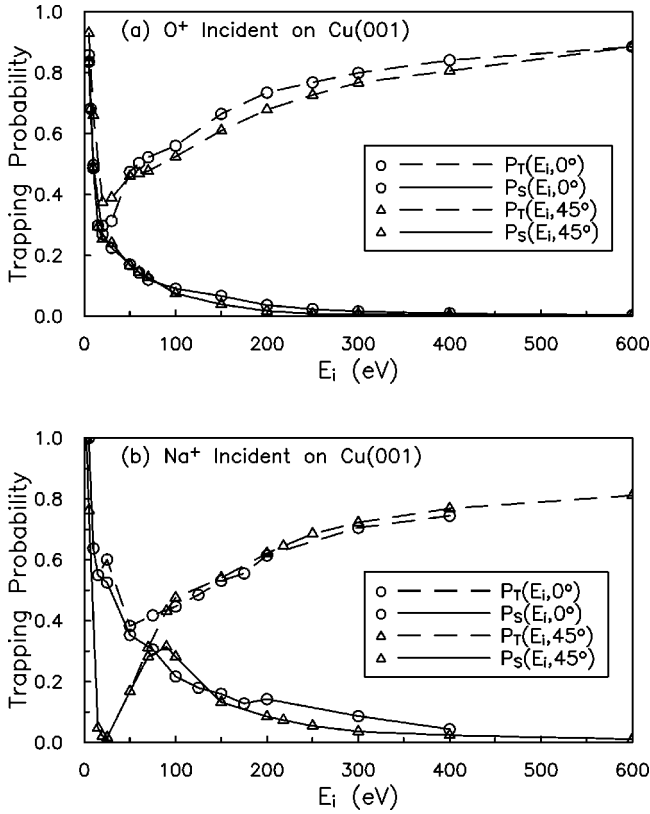 (a) O⁺ Incident on Cu(001)
Trapping Probability
1.0
0.8
0.6
0.4
0.2
0.0
P_T(E_i,0°)
P_S(E_i,0°)
P_T(E_i,45°)
P_S(E_i,45°)
0 100 200 300 400 500 600
E_i (eV)
(b) Na⁺ Incident on Cu(001)
Trapping Probability
1.0
0.8
0.6
0.4
0.2
0.0
P_T(E_i,0°)
P_S(E_i,0°)
P_T(E_i,45°)
P_S(E_i,45°)
0 100 200 300 400 500 600
E_i (eV)